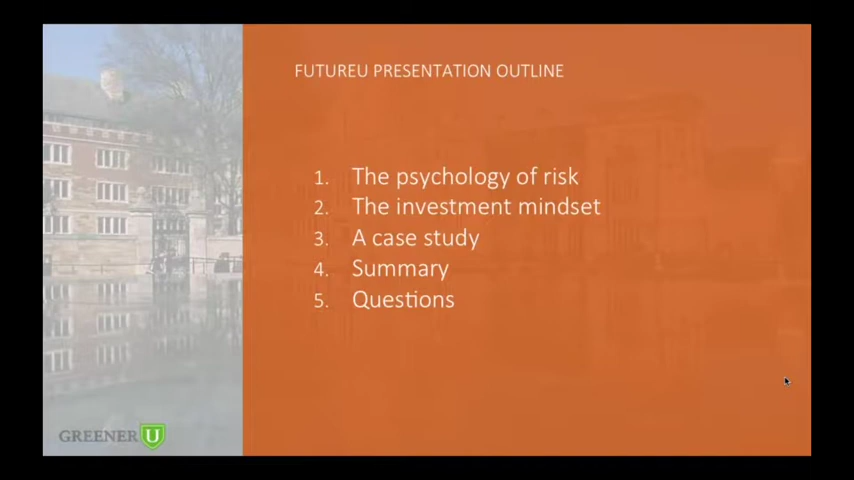 FUTUREU PRESENTATION OUTLINE
1. The psychology of risk
2. The investment mindset
3. A case study
4. Summary
5. Questions
GREENER U